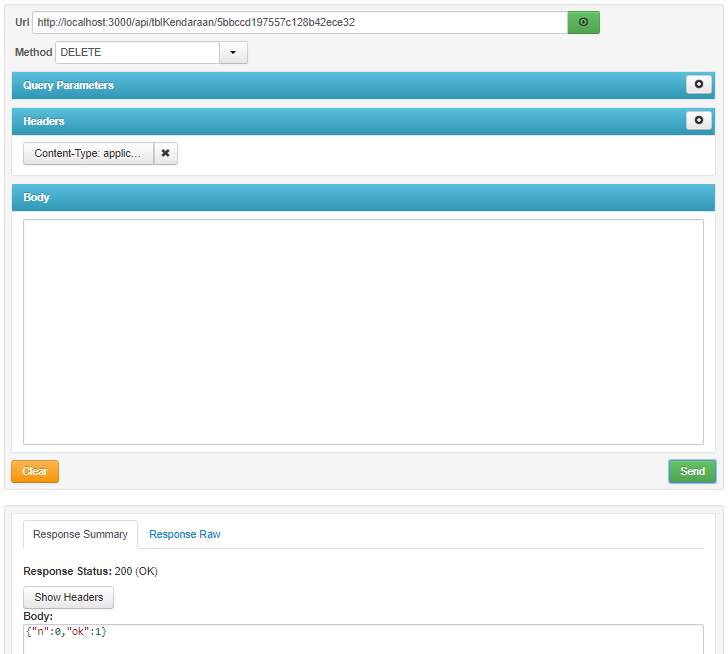 Url http://localhost:3000/api/tblKendaraan/5bbccd197557c128b42ece32
Method DELETE
Query Parameters
Headers
Content-Type: applic...
Body
Clear Send
Response Summary Response Raw
Response Status: 200 (OK)
Show Headers
Body:
{"n":0,"ok":1}